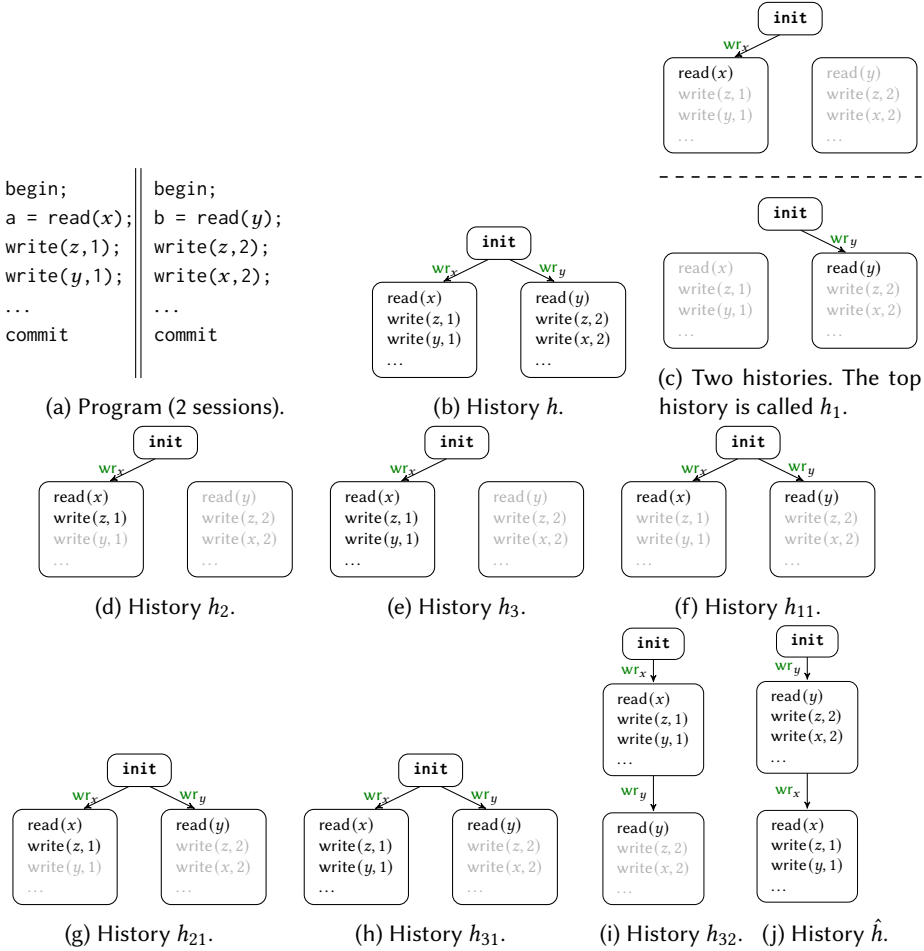 init
wr_x
read(x)
write(z, 1)
write(y, 1)
...
read(y)
write(z, 2)
write(x, 2)
...
init
wr_y
read(x)
write(z, 1)
write(y, 1)
...
read(y)
write(z, 2)
write(x, 2)
...
(c) Two histories. The top
history is called h_1.
begin;
a = read(x);
write(z,1);
write(y,1);
...
commit
begin;
b = read(y);
write(z,2);
write(x,2);
...
commit
(a) Program (2 sessions).
init
wr_x
wr_y
read(x)
write(z, 1)
write(y, 1)
...
read(y)
write(z, 2)
write(x, 2)
...
(b) History h.
init
wr_x
read(x)
write(z, 1)
write(y, 1)
...
read(y)
write(z, 2)
write(x, 2)
...
(d) History h_2.
init
wr_x
read(x)
write(z, 1)
write(y, 1)
...
read(y)
write(z, 2)
write(x, 2)
...
(e) History h_3.
init
wr_x
wr_y
read(x)
write(z, 1)
write(y, 1)
...
read(y)
write(z, 2)
write(x, 2)
...
(f) History h_11.
init
wr_x
wr_y
read(x)
write(z, 1)
write(y, 1)
...
read(y)
write(z, 2)
write(x, 2)
...
(g) History h_21.
init
wr_x
wr_y
read(x)
write(z, 1)
write(y, 1)
...
read(y)
write(z, 2)
write(x, 2)
...
(h) History h_31.
init
wr_x
read(x)
write(z, 1)
write(y, 1)
...
wr_y
read(y)
write(z, 2)
write(x, 2)
...
(i) History h_32.
init
wr_y
read(y)
write(z, 2)
write(x, 2)
...
wr_x
read(x)
write(z, 1)
write(y, 1)
...
(j) History ĥ.